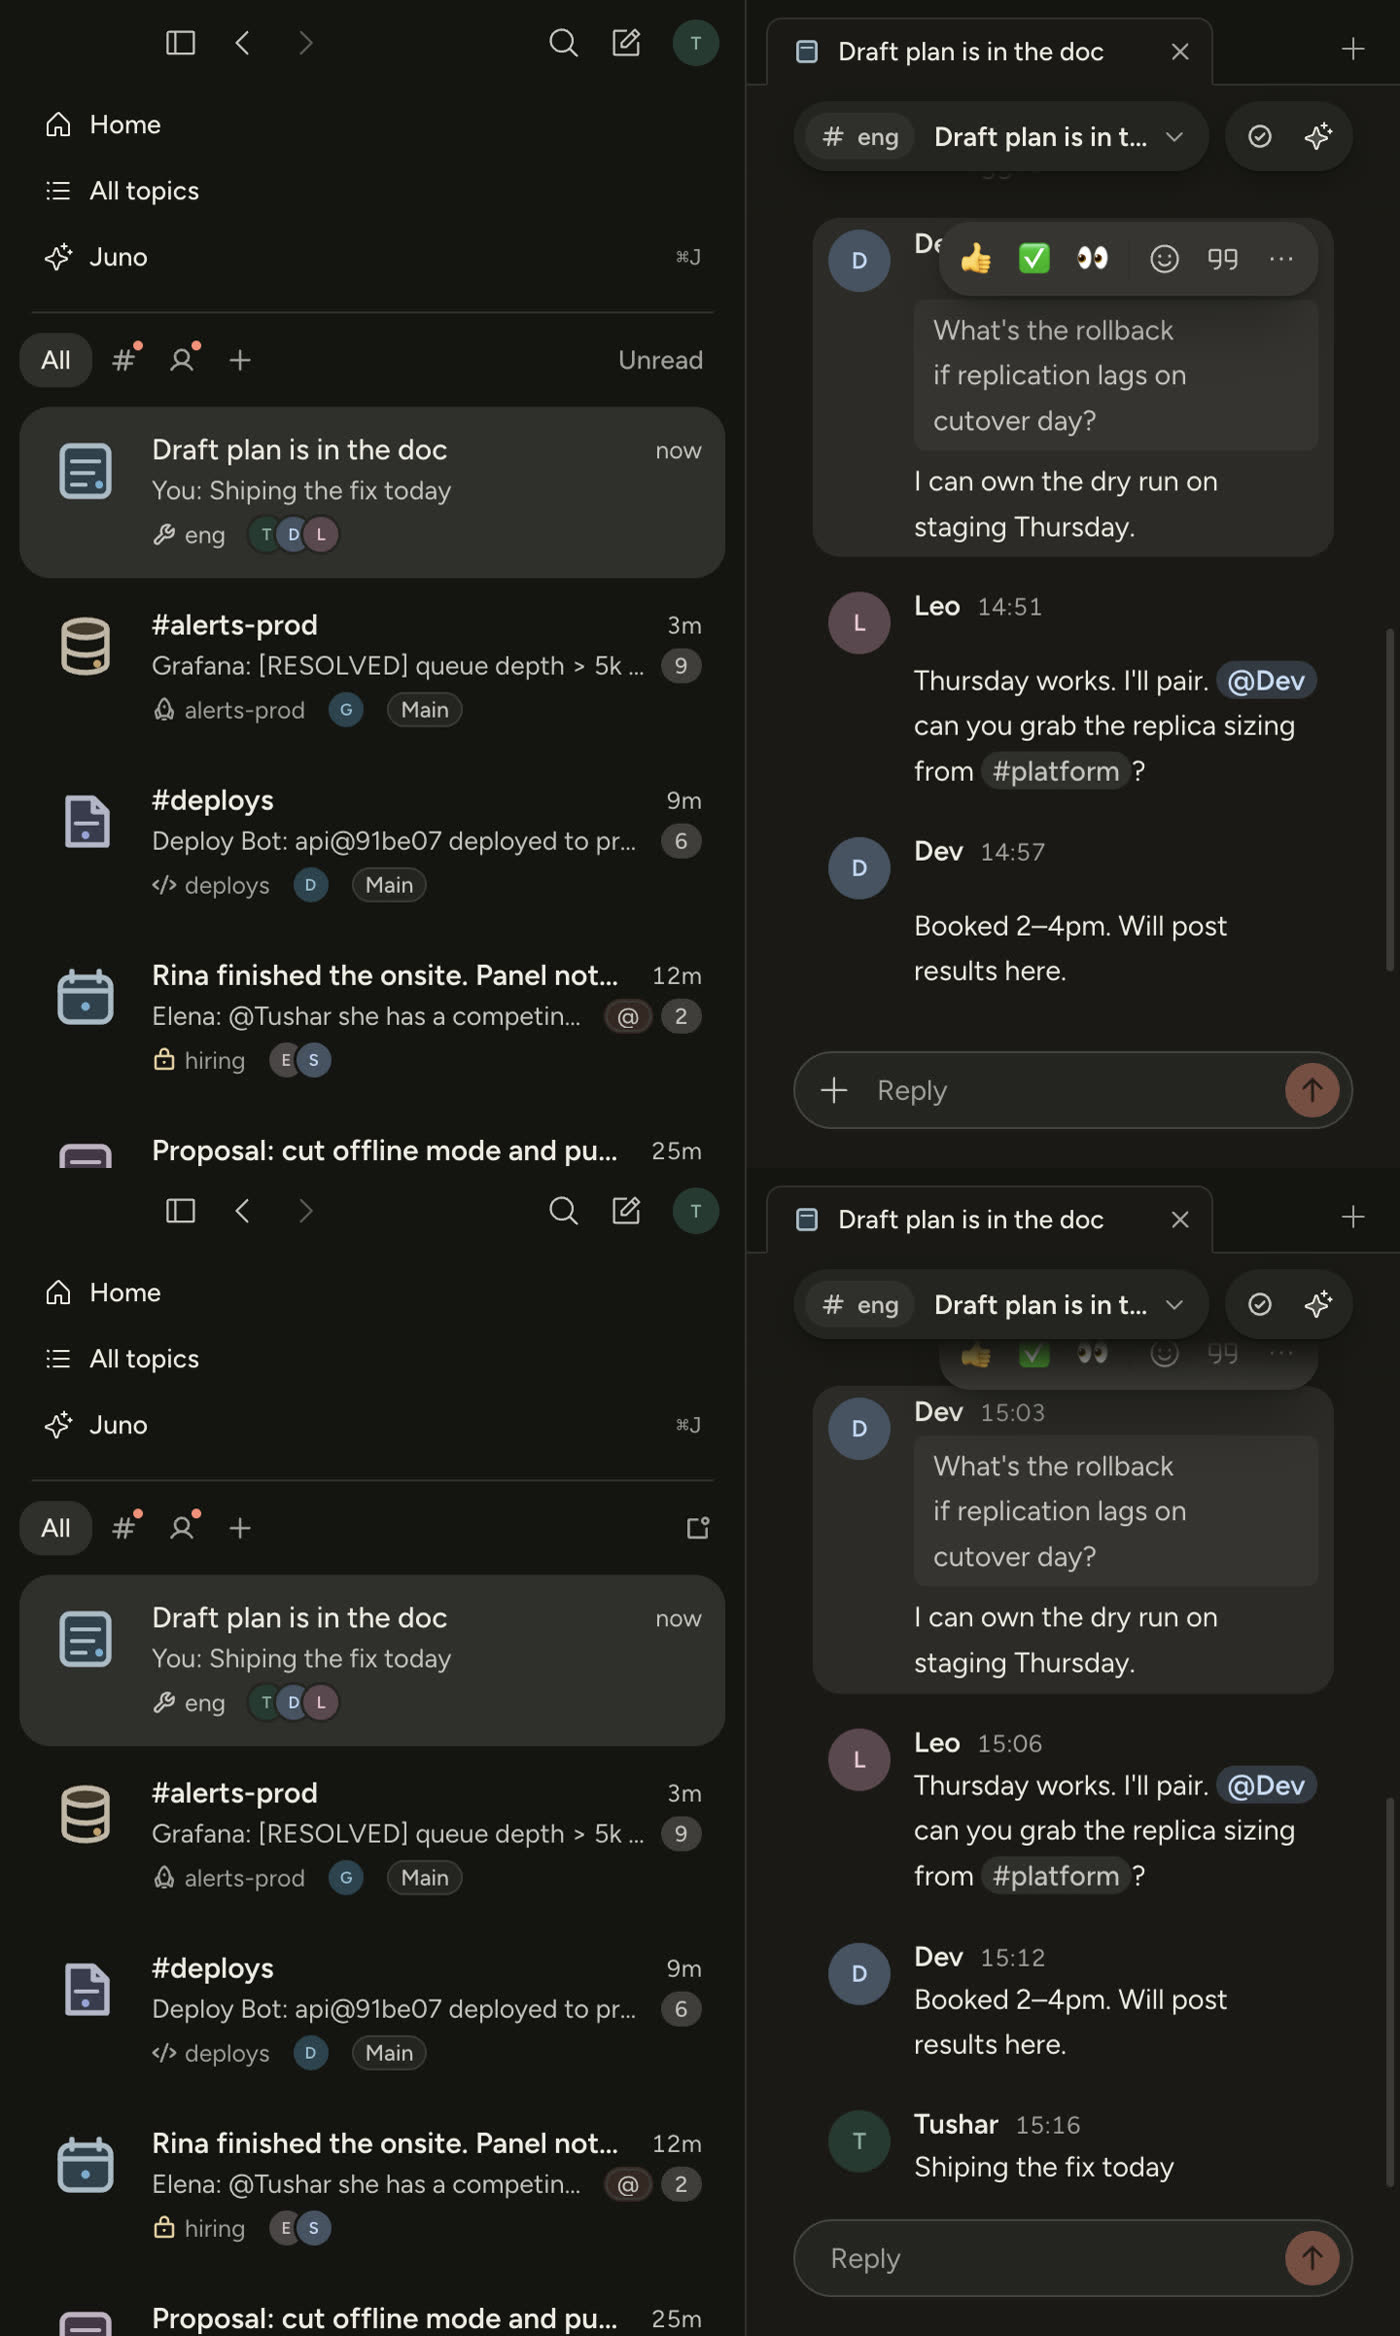 T
Home
All topics
Juno
⌘J
All
Unread
Draft plan is in the doc
now
You: Shiping the fix today
eng
T
D
L
#alerts-prod
3m
Grafana: [RESOLVED] queue depth > 5k ...
9
alerts-prod
G
Main
#deploys
9m
Deploy Bot: api@91be07 deployed to pr...
6
deploys
D
Main
Rina finished the onsite. Panel not...
12m
Elena: @Tushar she has a competin...
@
2
hiring
E
S
Proposal: cut offline mode and pu...
25m
Draft plan is in the doc
# eng
Draft plan is in t...
D
What's the rollback
if replication lags on
cutover day?
I can own the dry run on
staging Thursday.
L
Leo 14:51
Thursday works. I'll pair. @Dev
can you grab the replica sizing
from #platform ?
D
Dev 14:57
Booked 2–4pm. Will post
results here.
Reply
T
Home
All topics
Juno
⌘J
All
Draft plan is in the doc
now
You: Shiping the fix today
eng
T
D
L
#alerts-prod
3m
Grafana: [RESOLVED] queue depth > 5k ...
9
alerts-prod
G
Main
#deploys
9m
Deploy Bot: api@91be07 deployed to pr...
6
deploys
D
Main
Rina finished the onsite. Panel not...
12m
Elena: @Tushar she has a competin...
@
2
hiring
E
S
Proposal: cut offline mode and pu...
25m
Draft plan is in the doc
# eng
Draft plan is in t...
D
Dev 15:03
What's the rollback
if replication lags on
cutover day?
I can own the dry run on
staging Thursday.
L
Leo 15:06
Thursday works. I'll pair. @Dev
can you grab the replica sizing
from #platform ?
D
Dev 15:12
Booked 2–4pm. Will post
results here.
T
Tushar 15:16
Shiping the fix today
Reply